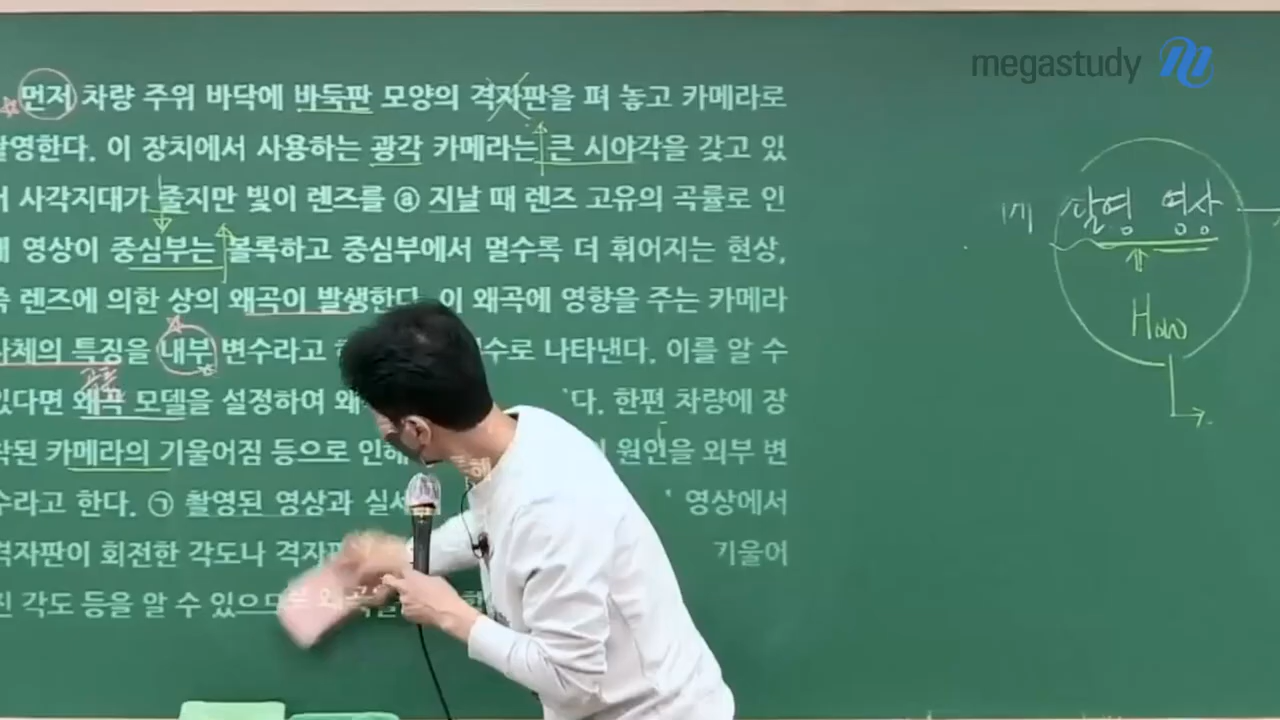 megastudy
먼저 차량 주위 바닥에 바둑판 모양의 격자판을 펴 놓고 카메라로
촬영한다. 이 장치에서 사용하는 광각 카메라는 큰 시야각을 갖고 있
어 사각지대가 줄지만 빛이 렌즈를 ⓐ 지날 때 렌즈 고유의 곡률로 인
해 영상이 중심부는 볼록하고 중심부에서 멀수록 더 휘어지는 현상,
즉 렌즈에 의한 상의 왜곡이 발생한다. 이 왜곡에 영향을 주는 카메라
자체의 특징을 내부 변수라고 수로 나타낸다. 이를 알 수
있다면 왜곡 모델을 설정하여 다. 한편 차량에 장
착된 카메라의 기울어짐 등으로 인해 원인을 외부 변
수라고 한다. ㉠ 촬영된 영상과 실세 영상에서
격자판이 회전한 각도나 격자판 기울어
진 각도 등을 알 수 있으므로
촬영 영상
How